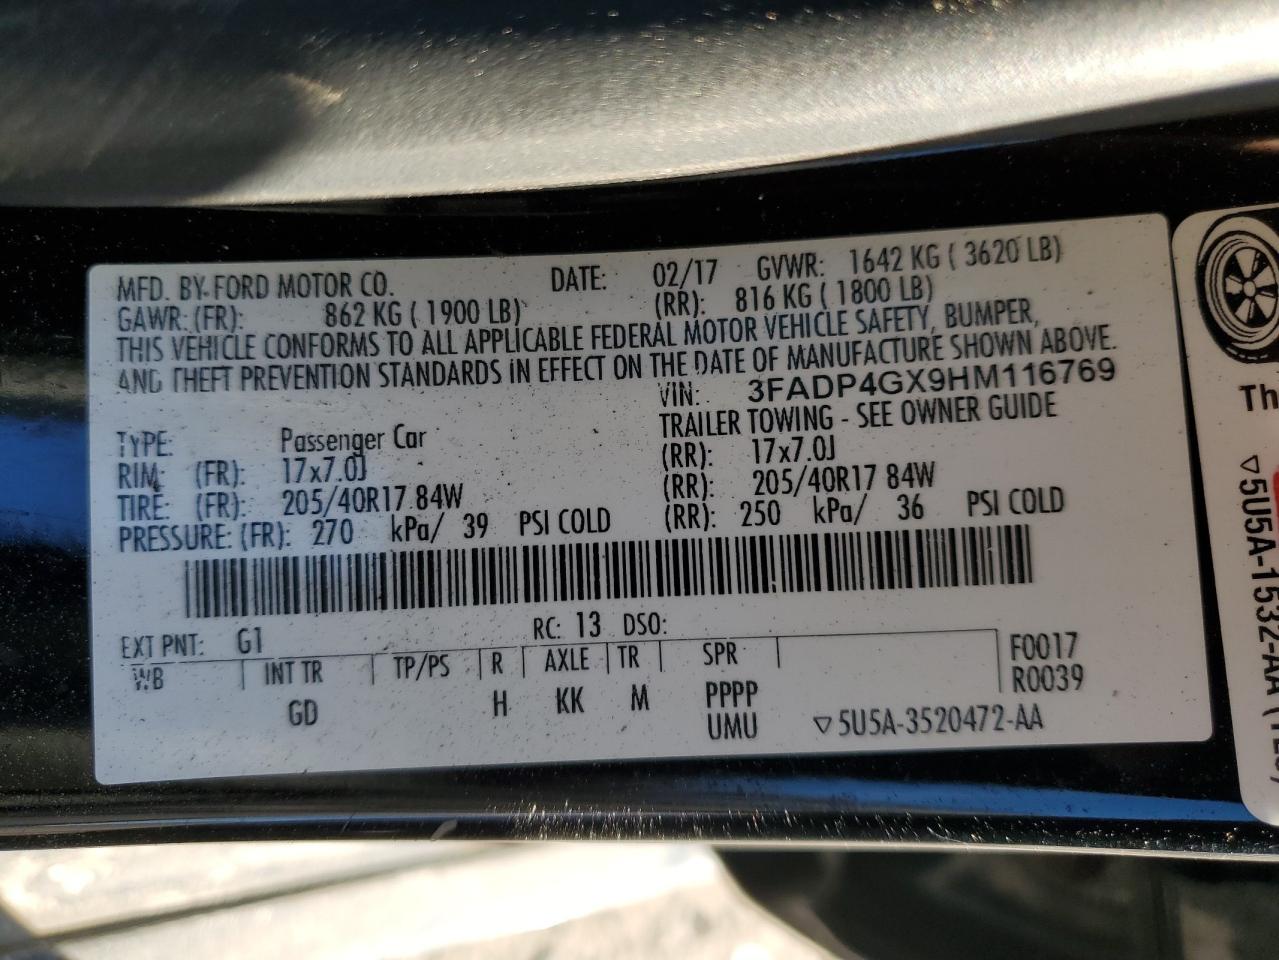 MFD. BY FORD MOTOR CO. DATE: 02/17 GVWR: 1642 KG ( 3620 LB)
GAWR: (FR): 862 KG ( 1900 LB) (RR): 816 KG ( 1800 LB)
THIS VEHICLE CONFORMS TO ALL APPLICABLE FEDERAL MOTOR VEHICLE SAFETY, BUMPER,
AND THEFT PREVENTION STANDARDS IN EFFECT ON THE DATE OF MANUFACTURE SHOWN ABOVE.
VIN: 3FADP4GX9HM116769
TYPE: Passenger Car TRAILER TOWING - SEE OWNER GUIDE
RIM: (FR): 17x7.0J (RR): 17x7.0J
TIRE: (FR): 205/40R17 84W (RR): 205/40R17 84W
PRESSURE: (FR): 270 kPa/ 39 PSI COLD (RR): 250 kPa/ 36 PSI COLD
EXT PNT: G1 RC: 13 DSO:
WB INT TR TP/PS R AXLE TR SPR F0017
GD H KK M PPPP R0039
UMU ▽5U5A-3520472-AA
Th
▽5U5A-1532-AA